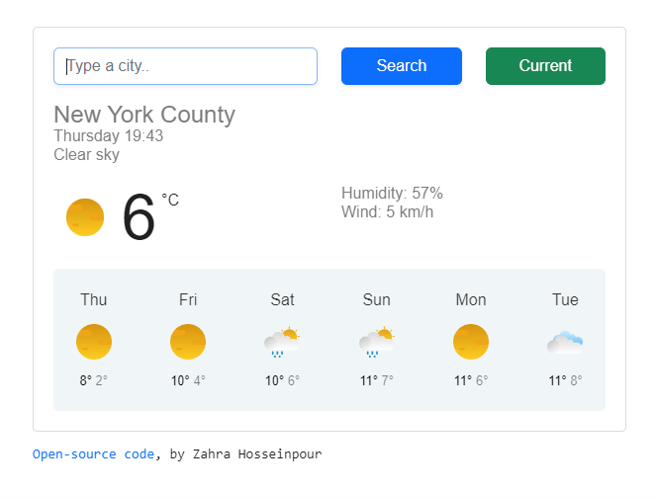 Type a city..
Search
Current
New York County
Thursday 19:43
Clear sky
6 °C
Humidity: 57%
Wind: 5 km/h
Thu Fri Sat Sun Mon Tue
8° 2° 10° 4° 10° 6° 11° 7° 11° 6° 11° 8°
Open-source code, by Zahra Hosseinpour